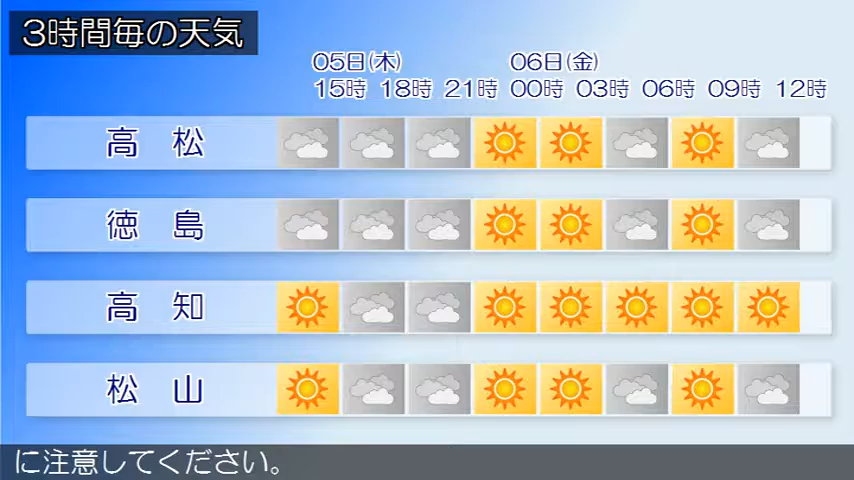 3時間毎の天気
05日(木) 06日(金)
15時 18時 21時 00時 03時 06時 09時 12時
高 松
徳 島
高 知
松 山
に注意してください。